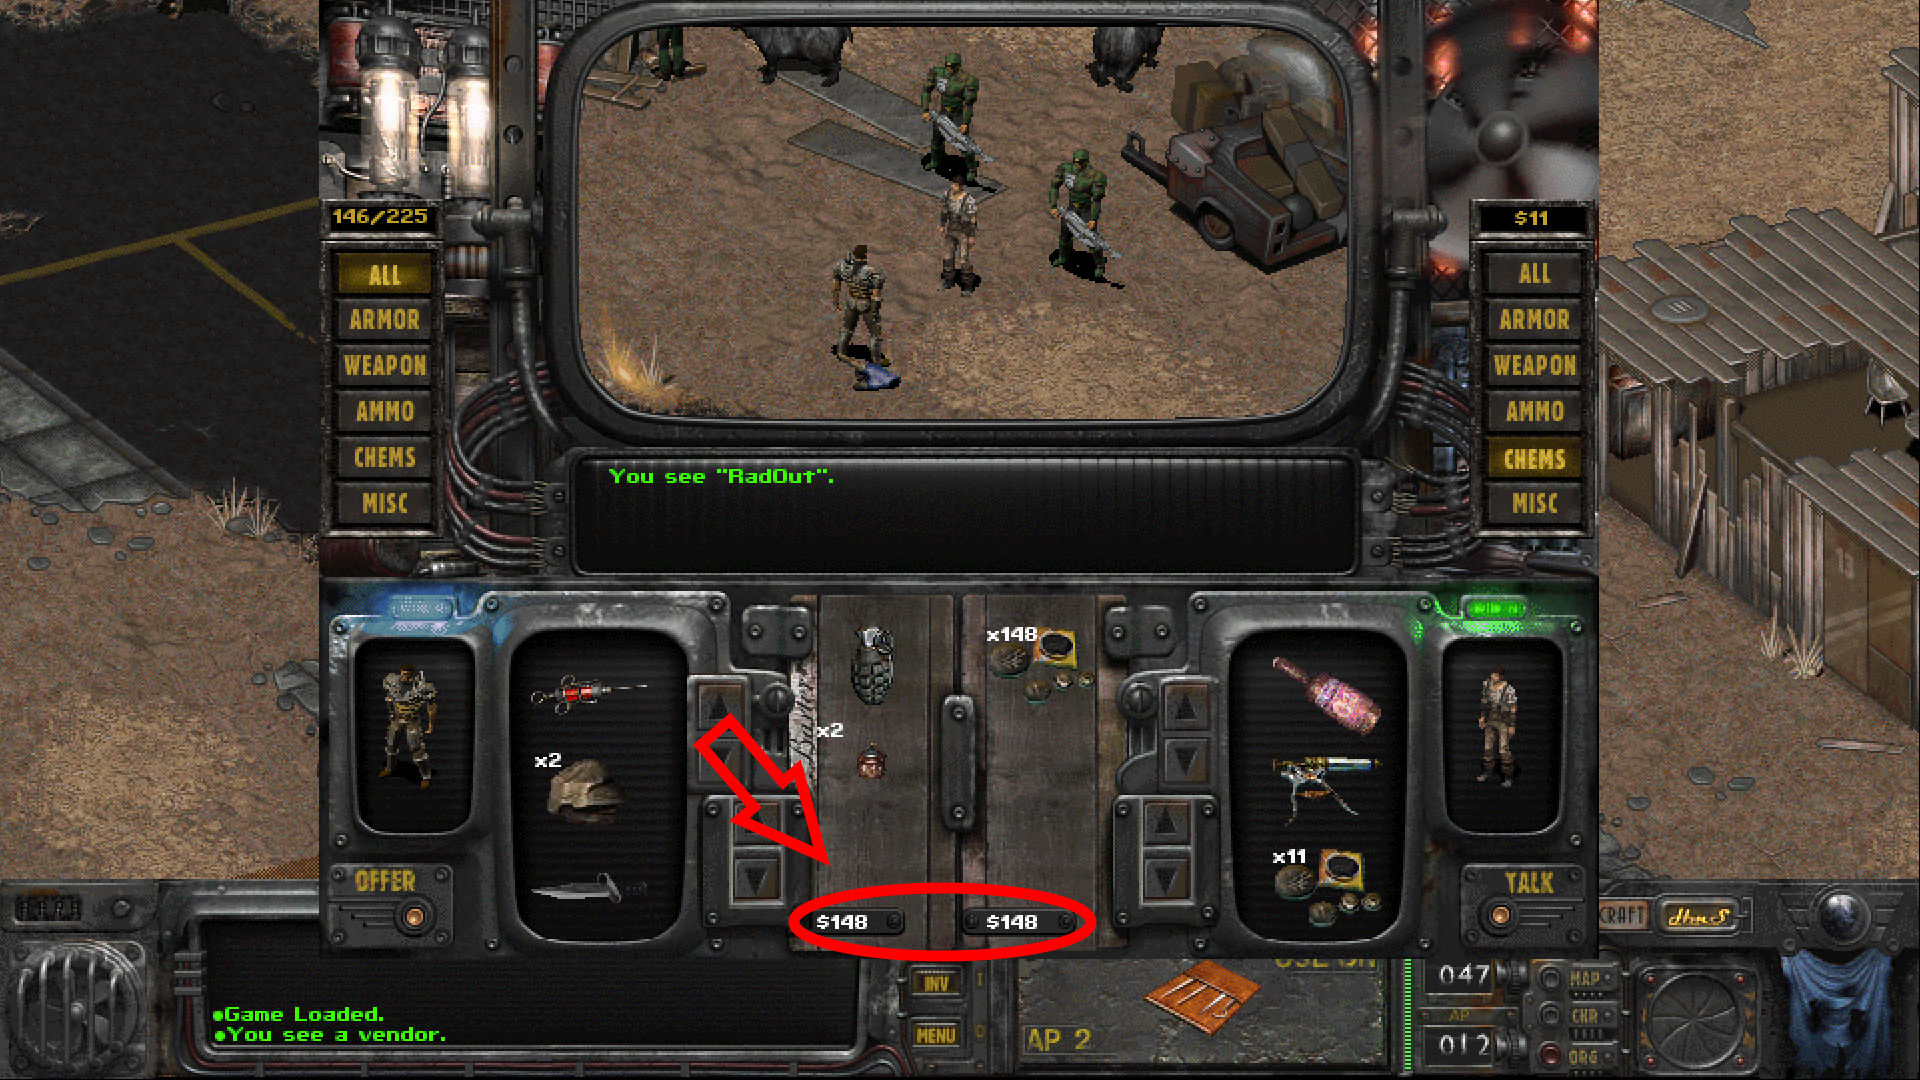 146/225
ALL
ARMOR
WEAPON
AMMO
CHEMS
MISC
$11
ALL
ARMOR
WEAPON
AMMO
CHEMS
MISC
You see "RadOut".
x2
x2
x148
x11
OFFER
$148
$148
TALK
CRAFT
INV
MENU
AP 2
047
AP
012
MAP
CHR
●Game Loaded.
●You see a vendor.